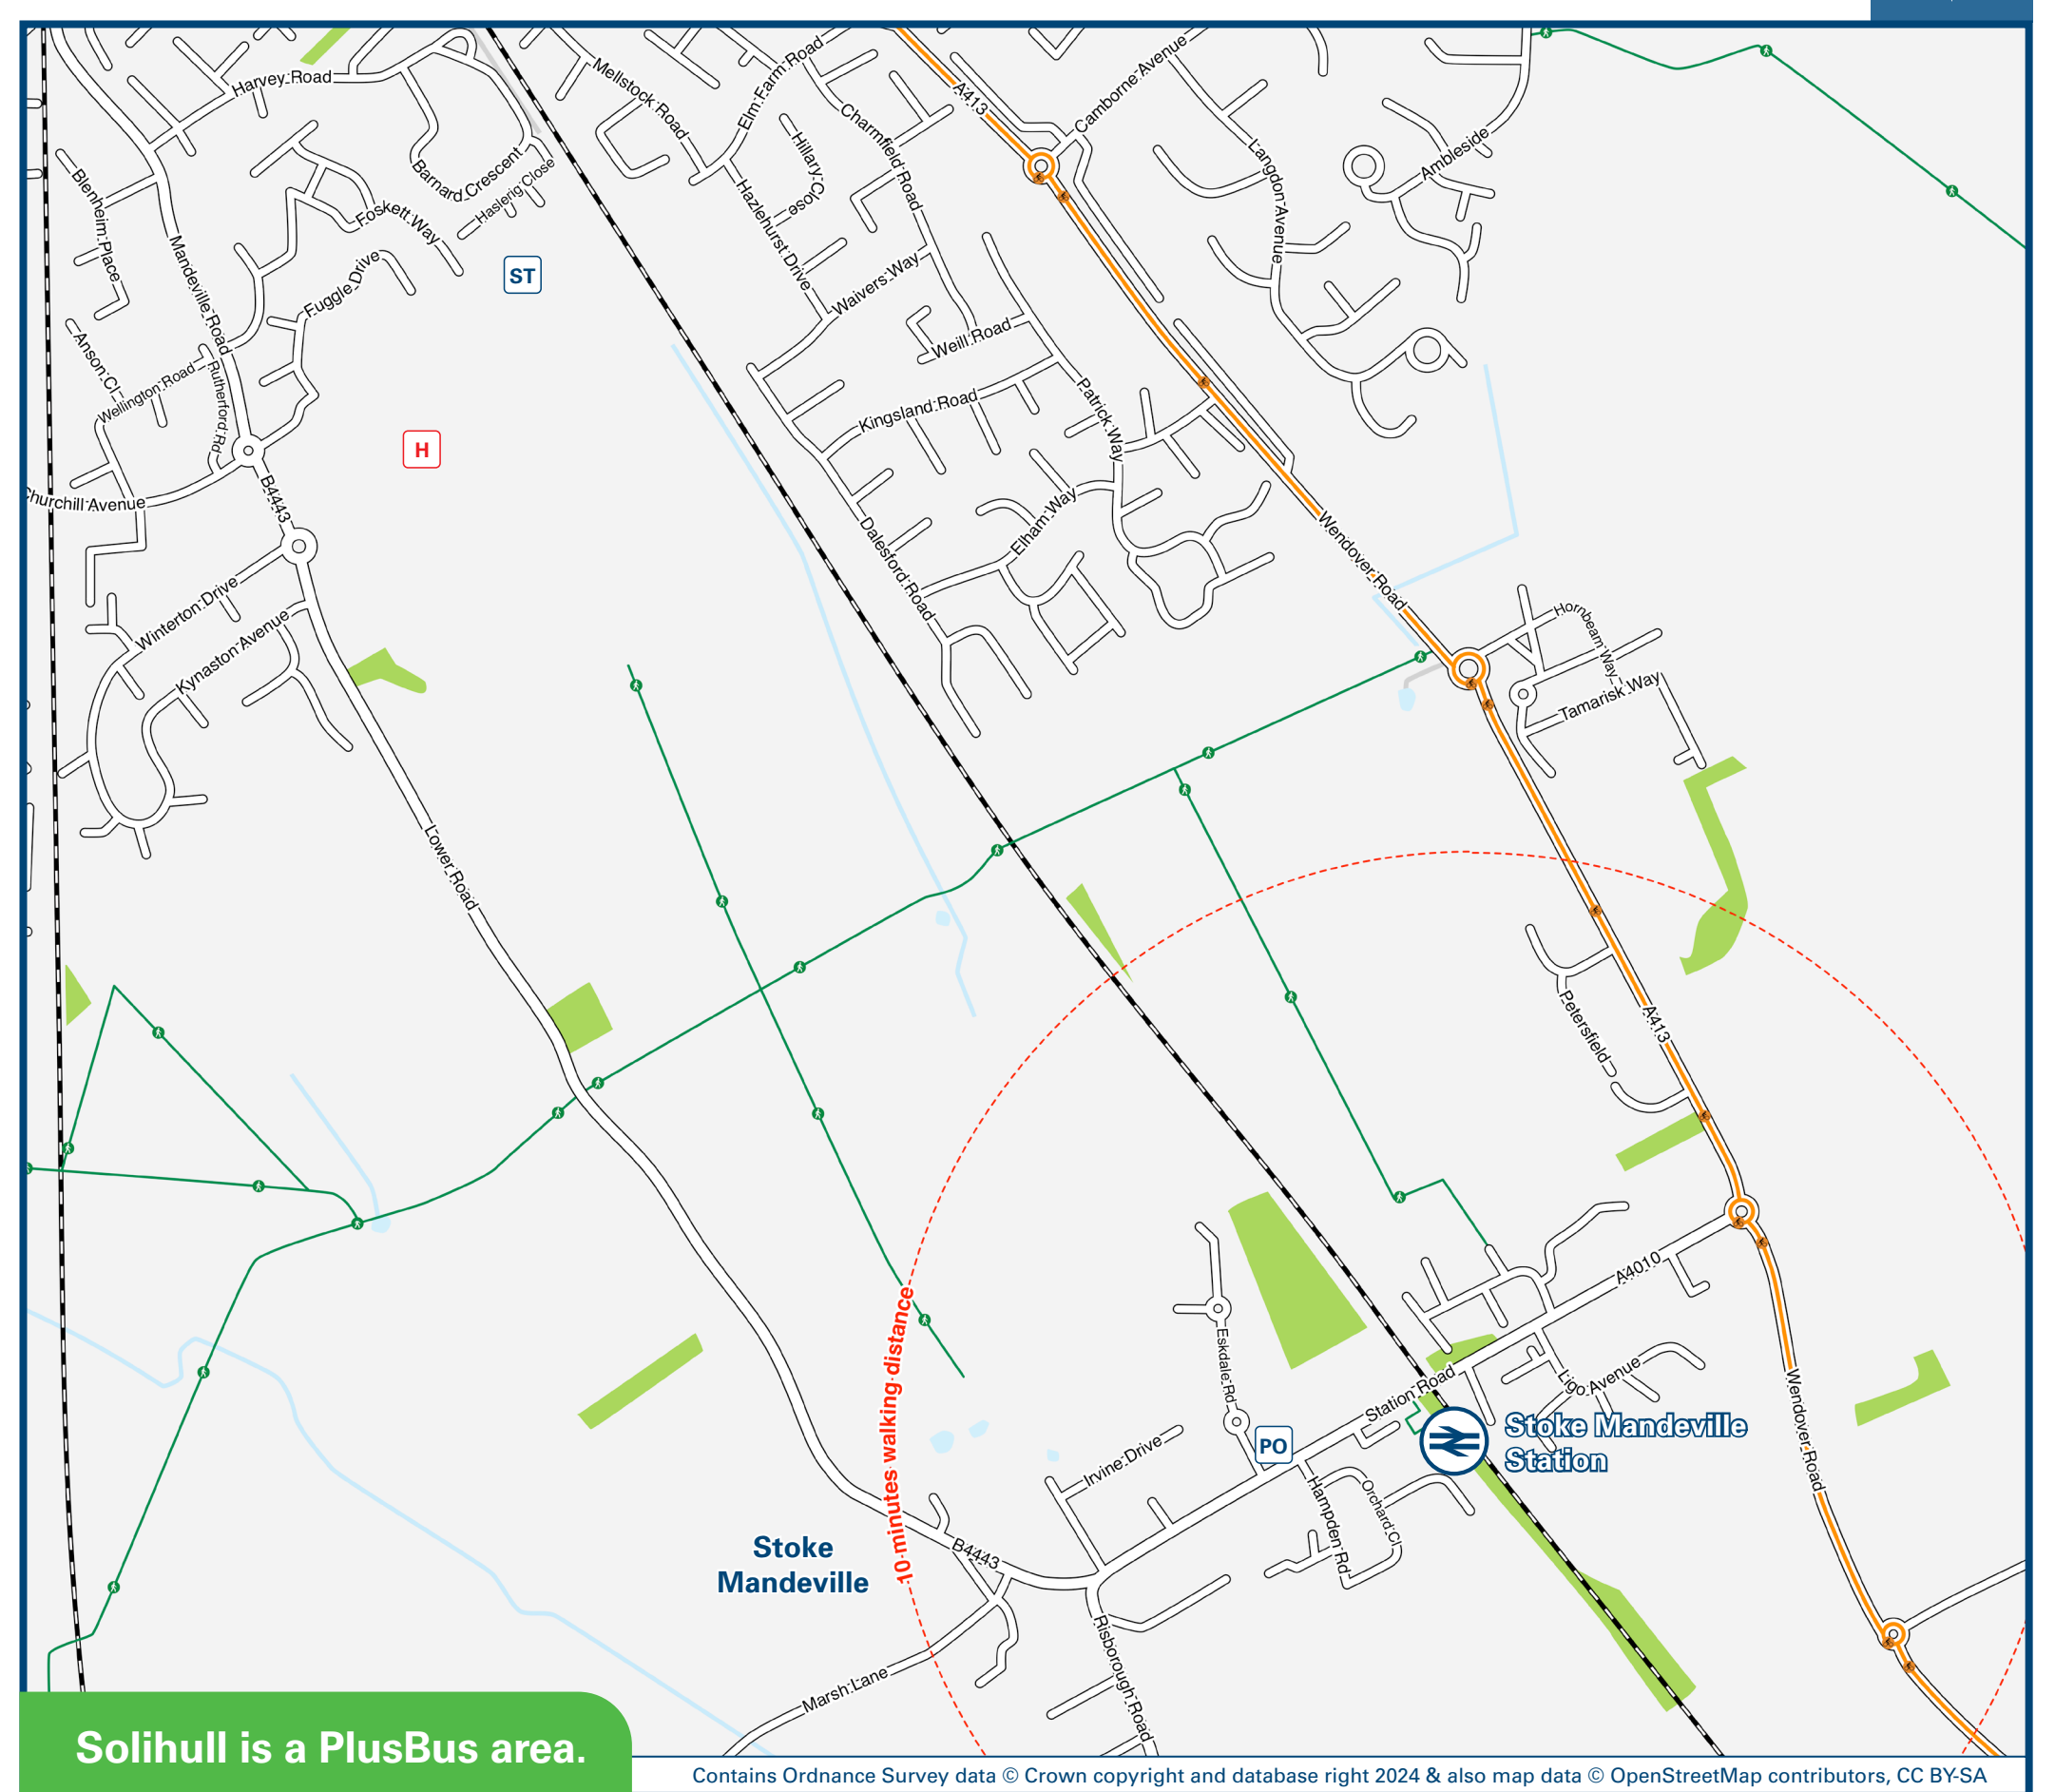 Harvey Road
Mellstock Road
Elm Farm Road
A413
Camborne Avenue
Charmfield Road
Hillary Close
Langdon Avenue
Ambleside
Barnard Crescent
Haslerig Close
Foskett Way
Blenheim Place
Mandeville Road
Hazlehurst Drive
Fuggle Drive
ST
Waivers Way
Weill Road
Anson Cl
Wellington Road
Rutherford Rd
Kingsland Road
Patrick Way
H
Churchill Avenue
B4443
Elham Way
Dalesford Road
Wendover Road
Winterton Drive
Kynaston Avenue
Hornbeam Way
Tamarisk Way
Lower Road
Petersfield
A413
A4010
10 minutes walking distance
Eskdale Rd
Station Road
Ligo Avenue
Wendover Road
PO
Stoke Mandeville
Station
Irvine Drive
Hampden Rd
Orchard Cl
Stoke
Mandeville
B4443
Marsh Lane
Risborough Road
Solihull is a PlusBus area.
Contains Ordnance Survey data © Crown copyright and database right 2024 & also map data © OpenStreetMap contributors, CC BY-SA